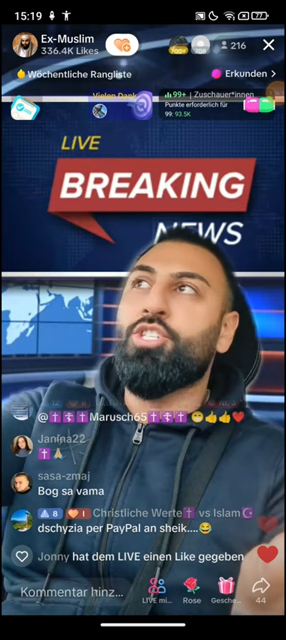 15:19
77
Ex-Muslim
336.4K Likes
216
Wöchentliche Rangliste
Erkunden >
Vielen Dank
99+ | Zuschauer*innen
Punkte erforderlich für
99: 93.5K
LIVE
BREAKING
NEWS
@✝️☦️✝️Marusch65✝️☦️✝️😁👍👍❤️
Janina22
✝️🙏🏼
sasa-zmaj
Bog sa vama
8 1 Christliche Werte✝️ vs Islam☪️
dschyzia per PayPal an sheik....😂
Jonny hat dem LIVE einen Like gegeben
Kommentar hinz...
LIVE mi...
Rose
Gesche...
44